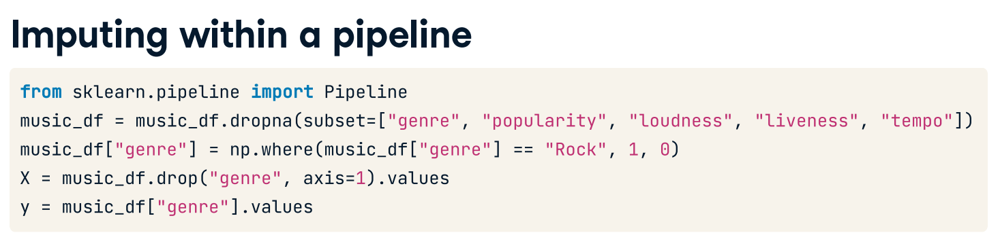 Imputing within a pipeline
from sklearn.pipeline import Pipeline
music_df = music_df.dropna(subset=["genre", "popularity", "loudness", "liveness", "tempo"])
music_df["genre"] = np.where(music_df["genre"] == "Rock", 1, 0)
X = music_df.drop("genre", axis=1).values
y = music_df["genre"].values